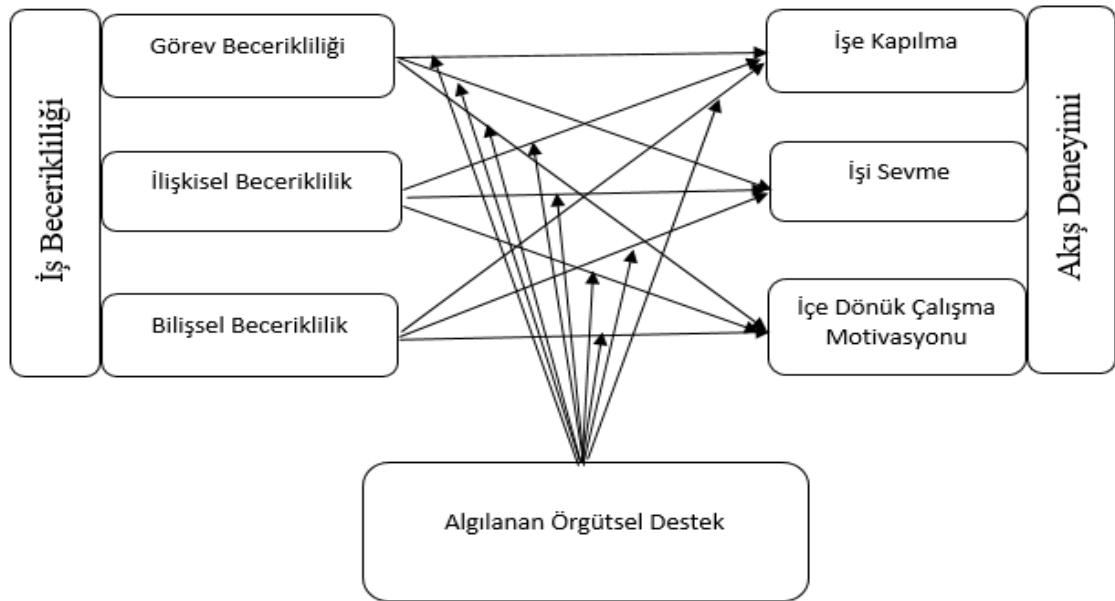 İş Becerikliliği
Görev Becerikliliği
İlişkisel Beceriklilik
Bilişsel Beceriklilik
İşe Kapılma
İşi Sevme
İçe Dönük Çalışma
Motivasyonu
Akış Deneyimi
Algılanan Örgütsel Destek